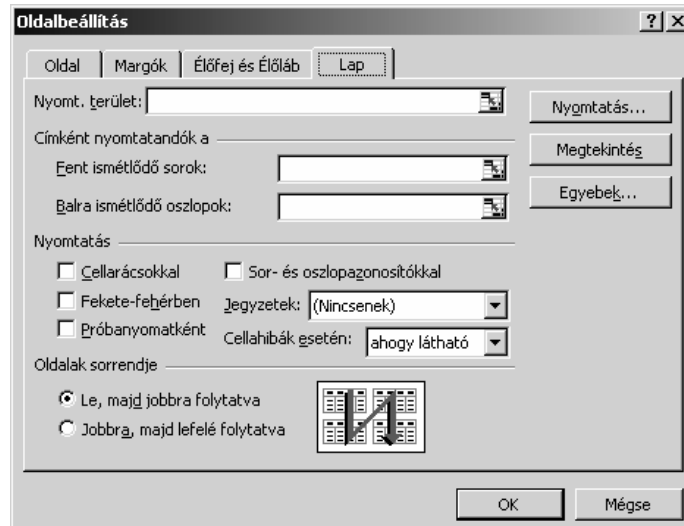 Oldalbeállítás
Oldal Margók Élőfej és Élőláb Lap
Nyomt. terület:
Nyomtatás...
Címként nyomtatandók a
Megtekintés
Fent ismétlődő sorok:
Egyebek...
Balra ismétlődő oszlopok:
Nyomtatás
Cellarácsokkal Sor- és oszlopazonosítókkal
Fekete-fehérben Jegyzetek: (Nincsenek)
Próbanyomatként Cellahibák esetén: ahogy látható
Oldalak sorrendje
Le, majd jobbra folytatva
Jobbra, majd lefelé folytatva
OK Mégse